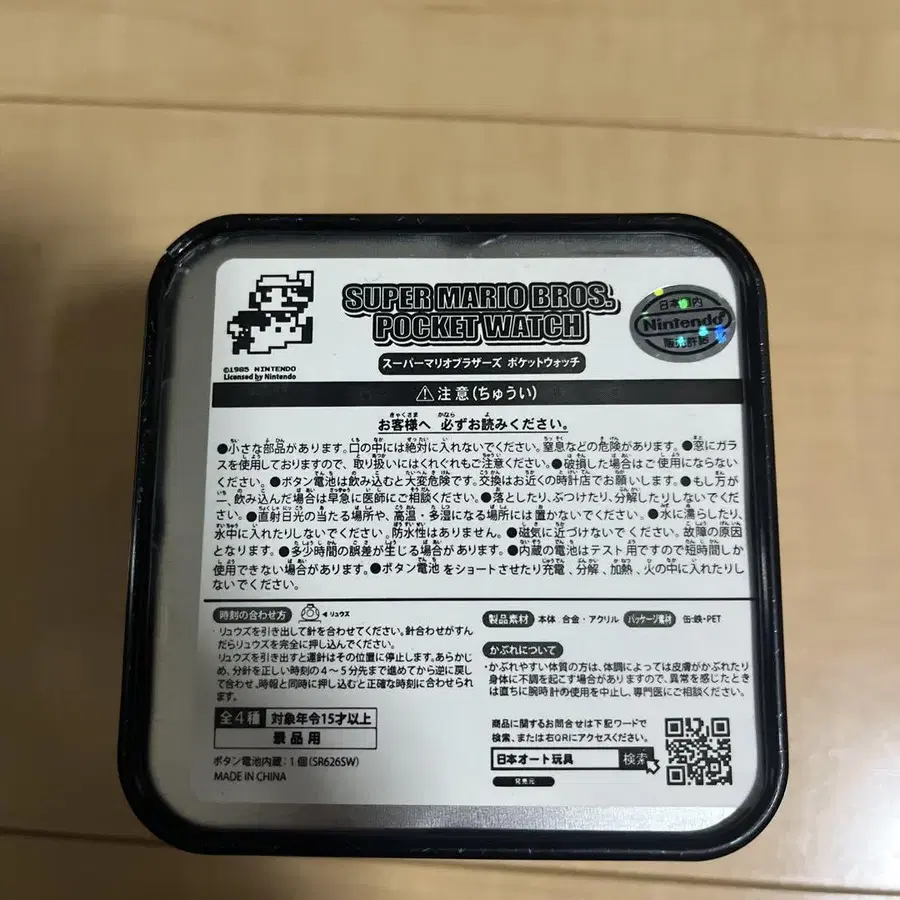 SUPER MARIO BROS.
POCKET WATCH
スーパーマリオブラザーズ ポケットウォッチ
©1985 NINTENDO
Licensed by Nintendo
日本国内
Nintendo
販売許諾
⚠注意(ちゅうい)
お客様へ 必ずお読みください。
●小さな部品があります。口の中には絶対に入れないでください。窒息などの危険があります。●窓にガラ
スを使用しておりますので、取り扱いにはくれぐれもご注意ください。●破損した場合はご使用にならない
ください。●ボタン電池は飲み込むと大変危険です。交換はお近くの時計店でお願いします。●もし万が
一、飲み込んだ場合は早急に医師にご相談ください。●落としたり、ぶつけたり、分解したりしないでくだ
さい。●直射日光の当たる場所や、高温・多湿になる場所には置かないでください。●水に濡らしたり、
水中に入れたりしないでください。防水性はありません。●磁気に近づけないでください。故障の原因
となります。●多少時間の誤差が生じる場合があります。●内蔵の電池はテスト用ですので短時間しか
使用できない場合があります。●ボタン電池をショートさせたり充電、分解、加熱、火の中に入れたりし
ないでください。
時刻の合わせ方 ◀リュウズ
・リュウズを引き出して針を合わせてください。針合わせがすん
だらリュウズを完全に押し込んでください。
リュウズを引き出すと運針はその位置に停止します。あらかじ
め、分針を正しい時刻の4～5分先まで進めてから逆に戻し
て合わせ、時報と同時に押し込むと正確な時刻に合わせられ
ます。
全4種 対象年令15才以上
景品用
ボタン電池内蔵:1個(SR626SW)
MADE IN CHINA
製品素材 本体 合金・アクリル パッケージ素材 缶:鉄・PET
かぶれについて
・かぶれやすい体質の方は、体調によっては皮膚がかぶれたり
身体に不調を起こす場合がありますので、異常を感じたとき
は直ちに腕時計の使用を中止し、専門医にご相談ください。
商品に関するお問合せは下記ワードで
検索、または右QRにアクセスください。
日本オート玩具 検索
発売元